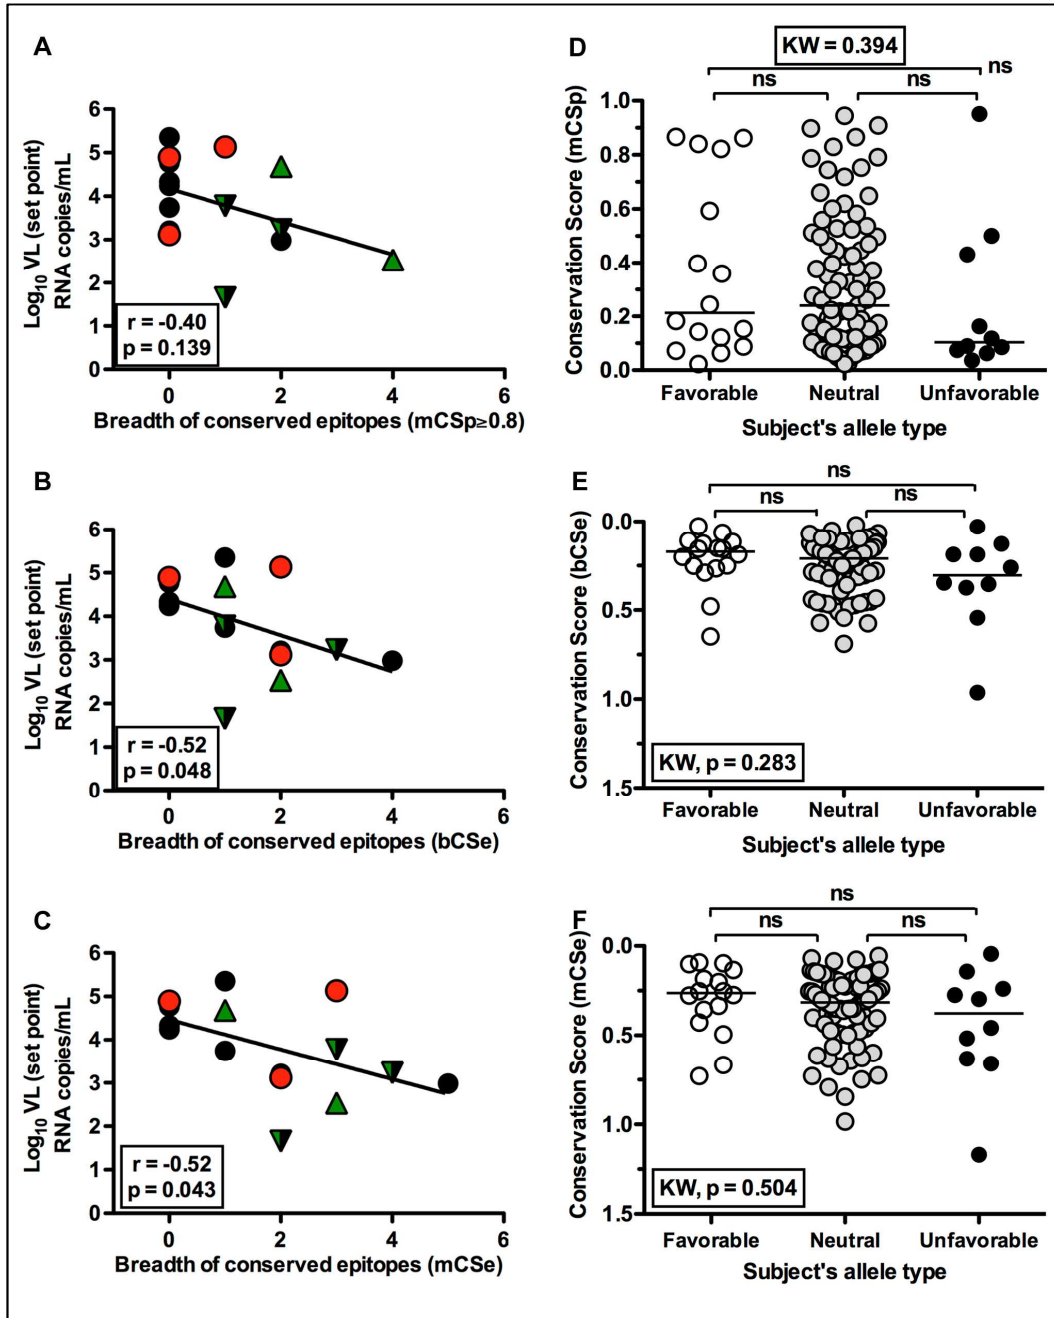 A
Log10 VL (set point)
RNA copies/mL
6
5
4
3
2
1
0
r = -0.40
p = 0.139
0 2 4 6
Breadth of conserved epitopes (mCSp≥0.8)
B
Log10 VL (set point)
RNA copies/mL
6
5
4
3
2
1
0
r = -0.52
p = 0.048
0 2 4 6
Breadth of conserved epitopes (bCSe)
C
Log10 VL (set point)
RNA copies/mL
6
5
4
3
2
1
0
r = -0.52
p = 0.043
0 2 4 6
Breadth of conserved epitopes (mCSe)
D
KW = 0.394
ns
ns ns
Conservation Score (mCSp)
1.0
0.8
0.6
0.4
0.2
0.0
Favorable Neutral Unfavorable
Subject's allele type
E
ns
ns ns
Conservation Score (bCSe)
0.0
0.5
1.0
1.5
KW, p = 0.283
Favorable Neutral Unfavorable
Subject's allele type
F
ns
ns ns
Conservation Score (mCSe)
0.0
0.5
1.0
1.5
KW, p = 0.504
Favorable Neutral Unfavorable
Subject's allele type